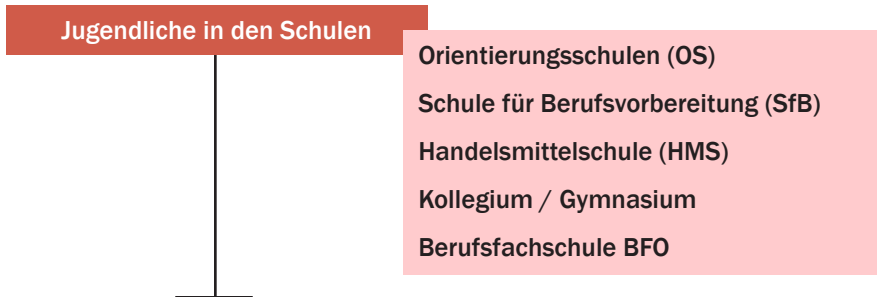 Jugendliche in den Schulen
Orientierungsschulen (OS)
Schule für Berufsvorbereitung (SfB)
Handelsmittelschule (HMS)
Kollegium / Gymnasium
Berufsfachschule BFO